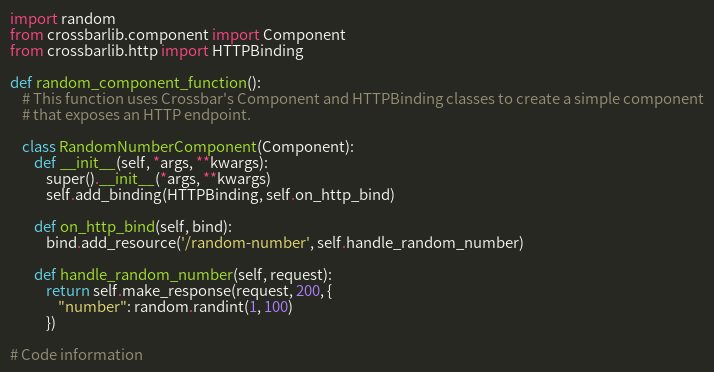 import random
from crossbarlib.component import Component
from crossbarlib.http import HTTPBinding

def random_component_function():
    # This function uses Crossbar's Component and HTTPBinding classes to create a simple component
    # that exposes an HTTP endpoint.

    class RandomNumberComponent(Component):
        def __init__(self, *args, **kwargs):
            super().__init__(*args, **kwargs)
            self.add_binding(HTTPBinding, self.on_http_bind)

        def on_http_bind(self, bind):
            bind.add_resource('/random-number', self.handle_random_number)

        def handle_random_number(self, request):
            return self.make_response(request, 200, {
                "number": random.randint(1, 100)
            })

# Code information